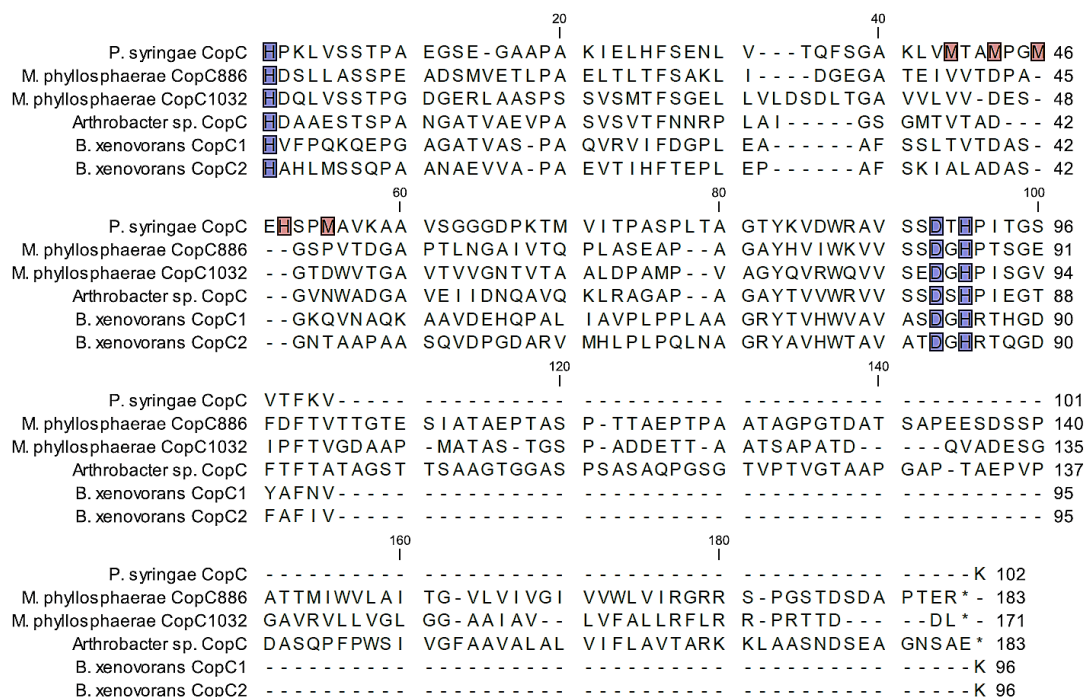 20 40
P. syringae CopC HPKLVSSTPA EGSE-GAAPA KIELHFSENL V---TQFSGA KLVMTAMPGM 46
M. phyllosphaerae CopC886 HDSLLASSPE ADSMVETLPA ELTLTFSAKL I-----DGEGA TEIVVTDPA- 45
M. phyllosphaerae CopC1032 HDQLVSSTPG DGERLAASPS SVSMTFSGEL LVLDSDLTGA VVLVV-DES- 48
Arthrobacter sp. CopC HDAAESTSPA NGATVAEVPA SVSVTFNNRP LAI-----GS GMTVTAD--- 42
B. xenovorans CopC1 HVFPQKQEPG AGATVAS-PA QVRVIFDGPL EA------AF SSLTVTDAS- 42
B. xenovorans CopC2 HAHLMSSQPA ANAEVVA-PA EVTIHFTEPL EP------AF SKIALADAS- 42
60 80 100
P. syringae CopC EHSPMAVKAA VSGGGDPKTM VITPASPLTA GTYKVDWRAV SSDTHPITGS 96
M. phyllosphaerae CopC886 --GSPVTDGA PTLNGAIVTQ PLASEAP--A GAYHVIWKVV SSDGHPTSGE 91
M. phyllosphaerae CopC1032 --GTDWVTGA VTVVGNTVTA ALDPAMP--V AGYQVRWQVV SEDGHPISGV 94
Arthrobacter sp. CopC --GVNWADGA VEIIDNQAVQ KLRAGAP--A GAYTVVWRVV SSDSHPIEGT 88
B. xenovorans CopC1 --GKQVNAQK AAVDEHQPAL IAVPLPPLAA GRYTVHWVAV ASDGHRTHGD 90
B. xenovorans CopC2 --GNTAAPAA SQVDPGDARV MHLPLPQLNA GRYAVHWTAV ATDGHRTQGD 90
120 140
P. syringae CopC VTFKV----- ---------- ---------- ---------- ---------- 101
M. phyllosphaerae CopC886 FDFTVTTGTE SIATAEPTAS P-TTAEPTPA ATAGPGTDAT SAPEESDSSP 140
M. phyllosphaerae CopC1032 IPFTVGDAAP -MATAS-TGS P-ADDETT-A ATSAPATD-- --QVADESGP 135
Arthrobacter sp. CopC FTFTATAGST TSAAGTGGAS PSASAQPGSG TVPTVGTAAP GAP-TAEPVP 137
B. xenovorans CopC1 YAFNV----- ---------- ---------- ---------- ---------- 95
B. xenovorans CopC2 FAFIV----- ---------- ---------- ---------- ---------- 95
160 180
P. syringae CopC ---------- ---------- ---------- ---------- -----K 102
M. phyllosphaerae CopC886 ATTMIWVLAI TG-VLVIVGI VVWLVIRGRR S-PGSTDSDA PTER*- 183
M. phyllosphaerae CopC1032 GAVRVLLVGL GG-AAIAV-- LVFALLRFLR R-PRTTD--- --DL*- 171
Arthrobacter sp. CopC DASQPFPWSI VGFAAVALAL VIFLAVTARK KLAASNDSEA GNSAE* 183
B. xenovorans CopC1 ---------- ---------- ---------- ---------- -----K 96
B. xenovorans CopC2 ---------- ---------- ---------- ---------- -----K 96